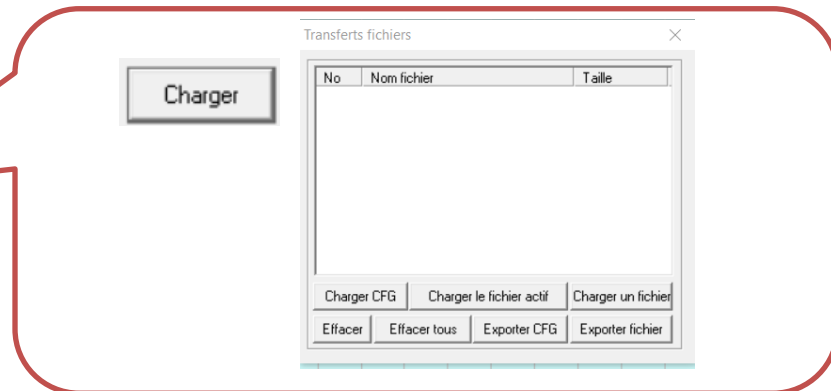 Charger
Transferts fichiers
No Nom fichier Taille
Charger CFG Charger le fichier actif Charger un fichier
Effacer Effacer tous Exporter CFG Exporter fichier